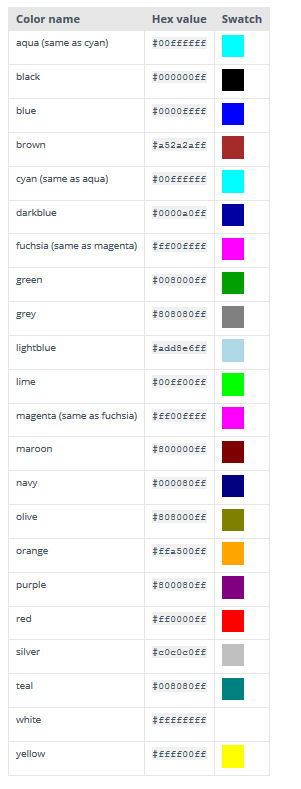 Color name Hex value Swatch
aqua (same as cyan) #00ffffff
black #000000ff
blue #0000ffff
brown #a52a2aff
cyan (same as aqua) #00ffffff
darkblue #0000a0ff
fuchsia (same as magenta) #ff00ffff
green #008000ff
grey #808080ff
lightblue #add8e6ff
lime #00ff00ff
magenta (same as fuchsia) #ff00ffff
maroon #800000ff
navy #000080ff
olive #808000ff
orange #ffa500ff
purple #800080ff
red #ff0000ff
silver #c0c0c0ff
teal #008080ff
white #ffffffff
yellow #ffff00ff